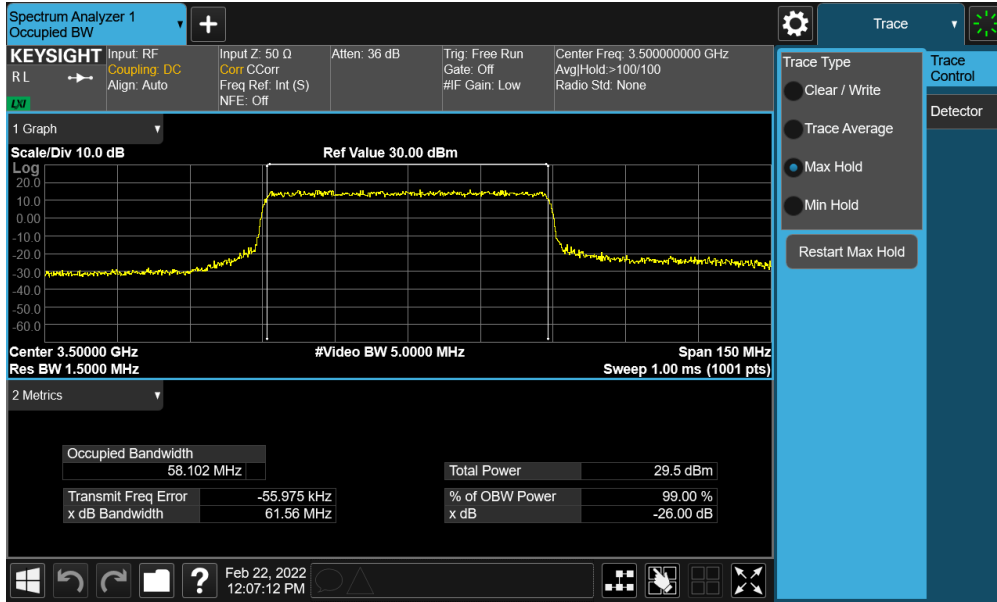 Spectrum Analyzer 1
Occupied BW
+
Trace
KEYSIGHT
R L
LXI
Input: RF
Coupling: DC
Align: Auto
Input Z: 50 Ω
Corr CCorr
Freq Ref: Int (S)
NFE: Off
Atten: 36 dB
Trig: Free Run
Gate: Off
#IF Gain: Low
Center Freq: 3.500000000 GHz
Avg|Hold:>100/100
Radio Std: None
Trace Type
Clear / Write
Trace Average
Max Hold
Min Hold
Restart Max Hold
Trace
Control
Detector
1 Graph
Scale/Div 10.0 dB
Ref Value 30.00 dBm
Log
20.0
10.0
0.00
-10.0
-20.0
-30.0
-40.0
-50.0
-60.0
Center 3.50000 GHz
#Video BW 5.0000 MHz
Span 150 MHz
Res BW 1.5000 MHz
Sweep 1.00 ms (1001 pts)
2 Metrics
Occupied Bandwidth
58.102 MHz
Transmit Freq Error -55.975 kHz
x dB Bandwidth 61.56 MHz
Total Power 29.5 dBm
% of OBW Power 99.00 %
x dB -26.00 dB
?
Feb 22, 2022
12:07:12 PM